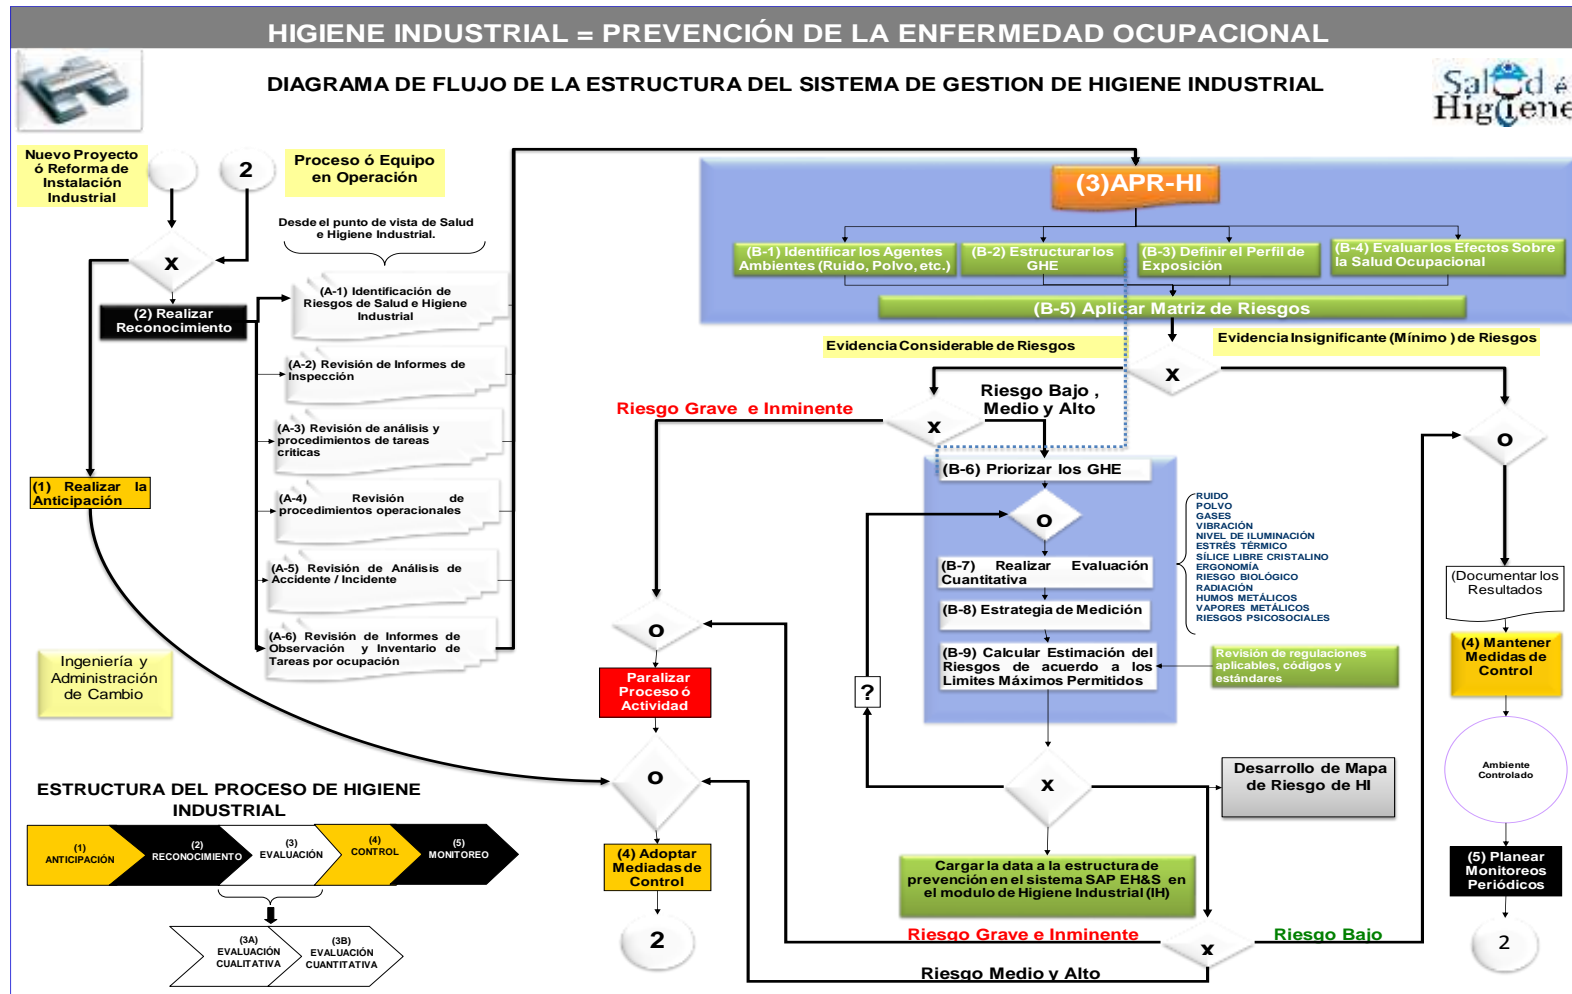 HIGIENE INDUSTRIAL = PREVENCIÓN DE LA ENFERMEDAD OCUPACIONAL
DIAGRAMA DE FLUJO DE LA ESTRUCTURA DEL SISTEMA DE GESTION DE HIGIENE INDUSTRIAL
Salud é
Higiene
Nuevo Proyecto
ó Reforma de
Instalación
Industrial
2
Proceso ó Equipo
en Operación
Desde el punto de vista de Salud
e Higiene Industrial.
X
(2) Realizar
Reconocimiento
(A-1) Identificación de
Riesgos de Salud e Higiene
Industrial
(A-2) Revisión de Informes de
Inspección
(A-3) Revisión de análisis y
procedimientos de tareas
criticas
(A-4) Revisión de
procedimientos operacionales
(A-5) Revisión de Análisis de
Accidente / Incidente
(A-6) Revisión de Informes de
Observación y Inventario de
Tareas por ocupación
(1) Realizar la
Anticipación
Ingeniería y
Administración
de Cambio
(3)APR-HI
(B-1) Identificar los Agentes
Ambientes (Ruido, Polvo, etc.)
(B-2) Estructurar los
GHE
(B-3) Definir el Perfil de
Exposición
(B-4) Evaluar los Efectos Sobre
la Salud Ocupacional
(B-5) Aplicar Matriz de Riesgos
Evidencia Considerable de Riesgos
Evidencia Insignificante (Mínimo ) de Riesgos
X
Riesgo Grave e Inminente
Riesgo Bajo ,
Medio y Alto
X
O
(B-6) Priorizar los GHE
O
(B-7) Realizar Evaluación
Cuantitativa
(B-8) Estrategia de Medición
(B-9) Calcular Estimación del
Riesgos de acuerdo a los
Limites Máximos Permitidos
RUIDO
POLVO
GASES
VIBRACIÓN
NIVEL DE ILUMINACIÓN
ESTRÉS TÉRMICO
SÍLICE LIBRE CRISTALINO
ERGONOMÍA
RIESGO BIOLÓGICO
RADIACIÓN
HUMOS METÁLICOS
VAPORES METÁLICOS
RIESGOS PSICOSOCIALES
Revisión de regulaciones
aplicables, códigos y
estándares
?
(Documentar los
Resultados
(4) Mantener
Medidas de
Control
Ambiente
Controlado
(5) Planear
Monitoreos
Periódicos
2
O
Paralizar
Proceso ó
Actividad
O
(4) Adoptar
Mediadas de
Control
2
X
Desarrollo de Mapa
de Riesgo de HI
Cargar la data a la estructura de
prevención en el sistema SAP EH&S en
el modulo de Higiene Industrial (IH)
Riesgo Grave e Inminente
X
Riesgo Bajo
Riesgo Medio y Alto
ESTRUCTURA DEL PROCESO DE HIGIENE
INDUSTRIAL
(1)
ANTICIPACIÓN
(2)
RECONOCIMIENTO
(3)
EVALUACIÓN
(4)
CONTROL
(5)
MONITOREO
(3A)
EVALUACIÓN
CUALITATIVA
(3B)
EVALUACIÓN
CUANTITATIVA